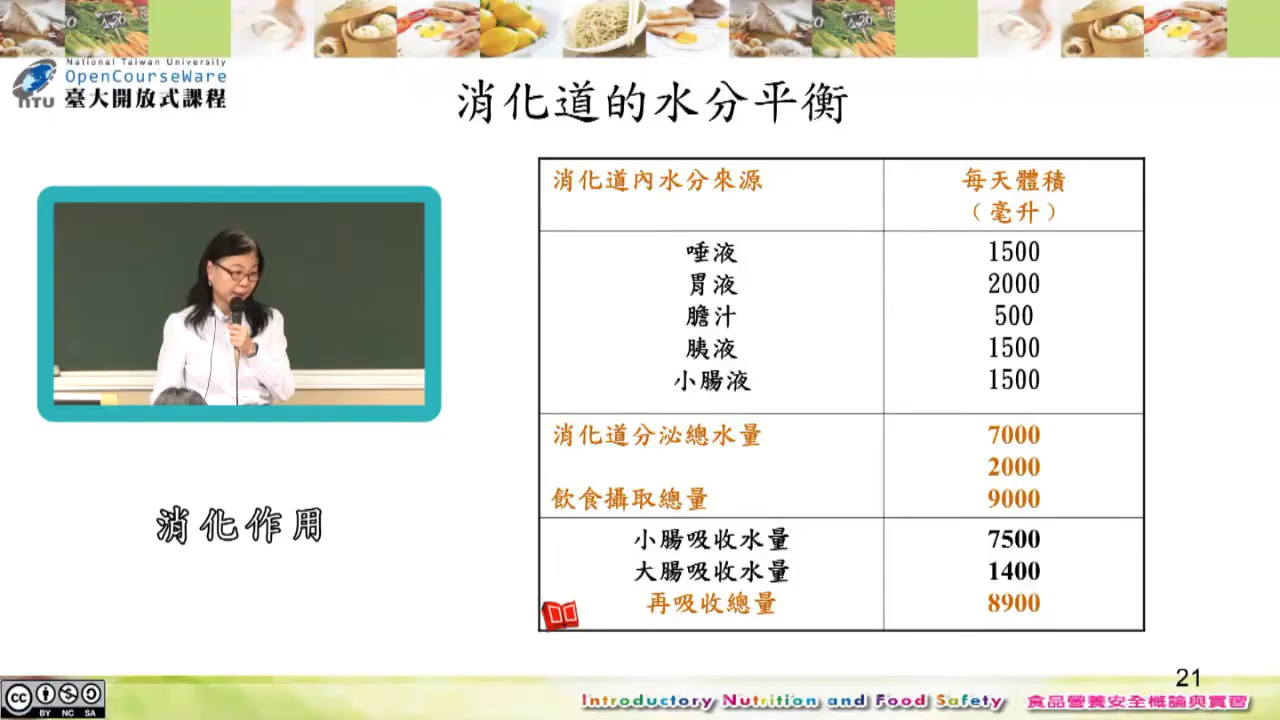 National Taiwan University
OpenCourseWare
臺大開放式課程
NTU
消化道的水分平衡
消化道內水分來源 每天體積
（毫升）
唾液 1500
胃液 2000
膽汁 500
胰液 1500
小腸液 1500
消化道分泌總水量 7000
2000
飲食攝取總量 9000
小腸吸收水量 7500
大腸吸收水量 1400
再吸收總量 8900
消化作用
21
cc BY NC SA
Introductory Nutrition and Food Safety 食品營養安全概論與實習